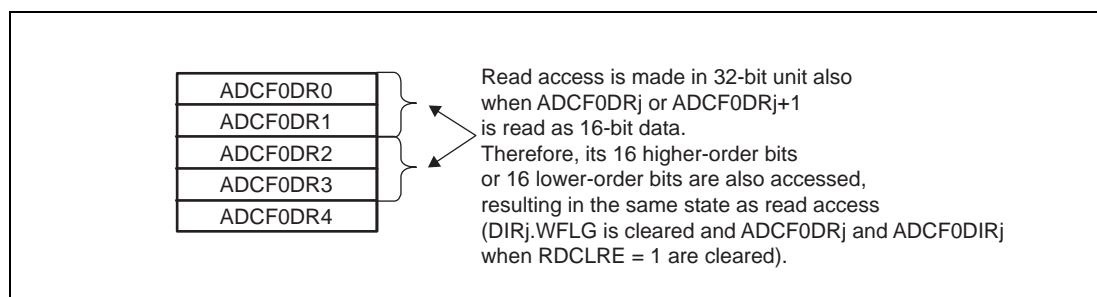 ADCF0DR0
ADCF0DR1
ADCF0DR2
ADCF0DR3
ADCF0DR4
Read access is made in 32-bit unit also
when ADCF0DRj or ADCF0DRj+1
is read as 16-bit data.
Therefore, its 16 higher-order bits
or 16 lower-order bits are also accessed,
resulting in the same state as read access
(DIRj.WFLG is cleared and ADCF0DRj and ADCF0DIRj
when RDCLRE = 1 are cleared).